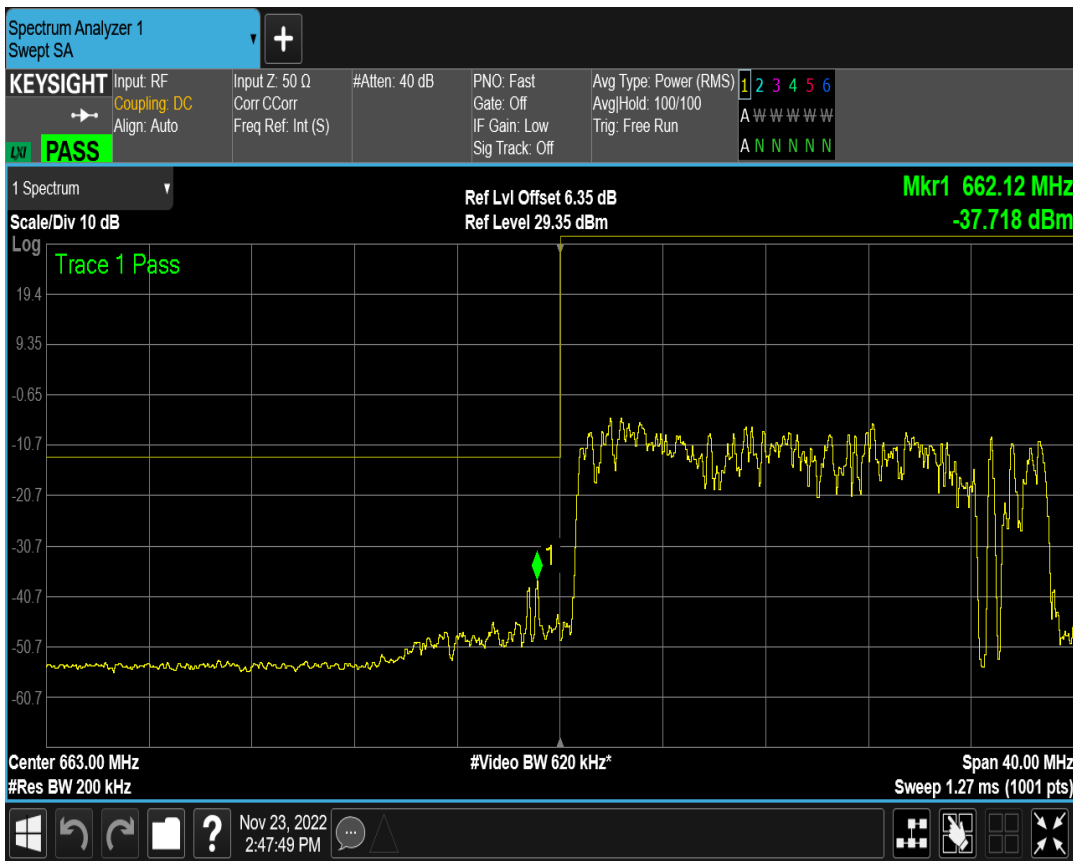 Spectrum Analyzer 1
Swept SA
+
KEYSIGHT
LXI PASS
Input: RF
Coupling: DC
Align: Auto
Input Z: 50 Ω
Corr CCorr
Freq Ref: Int (S)
#Atten: 40 dB
PNO: Fast
Gate: Off
IF Gain: Low
Sig Track: Off
Avg Type: Power (RMS)
Avg|Hold: 100/100
Trig: Free Run
1 2 3 4 5 6
A W W W W W
A N N N N N
1 Spectrum
Scale/Div 10 dB
Ref Lvl Offset 6.35 dB
Ref Level 29.35 dBm
Mkr1 662.12 MHz
-37.718 dBm
Log
Trace 1 Pass
19.4
9.35
-0.65
-10.7
-20.7
-30.7
1
-40.7
-50.7
-60.7
Center 663.00 MHz
#Res BW 200 kHz
#Video BW 620 kHz*
Span 40.00 MHz
Sweep 1.27 ms (1001 pts)
?
Nov 23, 2022
2:47:49 PM